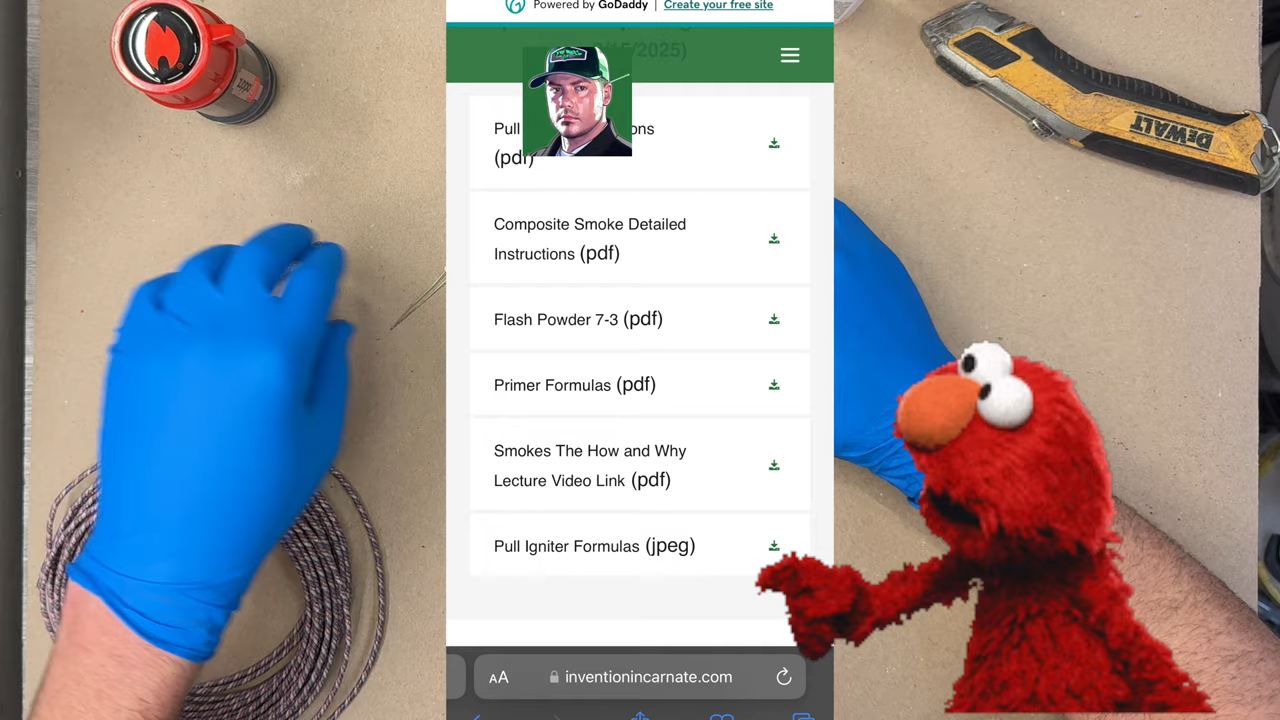 Powered by GoDaddy | Create your free site
/15/2025)
Pull ons
(pdf)
Composite Smoke Detailed
Instructions (pdf)
Flash Powder 7-3 (pdf)
Primer Formulas (pdf)
Smokes The How and Why
Lecture Video Link (pdf)
Pull Igniter Formulas (jpeg)
AA inventionincarnate.com
DEWALT